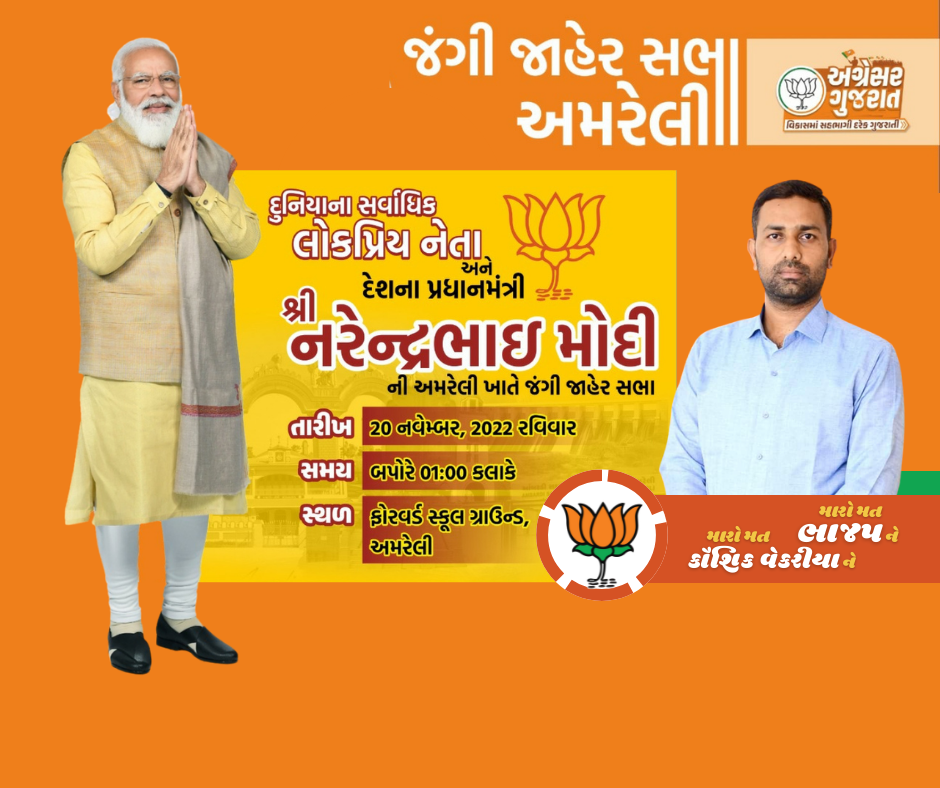 જંગી જાહેર સભા
અમરેલી
અગ્રેસર
ગુજરાત
વિકાસમાં સહભાગી દરેક ગુજરાતી
દુનિયાના સર્વાધિક
લોકપ્રિય નેતા
અને
દેશના પ્રધાનમંત્રી
શ્રી
નરેન્દ્રભાઇ મોદી
ની અમરેલી ખાતે જંગી જાહેર સભા
તારીખ 20 નવેમ્બર, 2022 રવિવાર
સમય બપોરે 01:00 કલાકે
સ્થળ ફોરવર્ડ સ્કૂલ ગ્રાઉન્ડ,
અમરેલી
મારો મત
ભાજપ ને
મારો મત
કૌશિક વેકરીયા ને